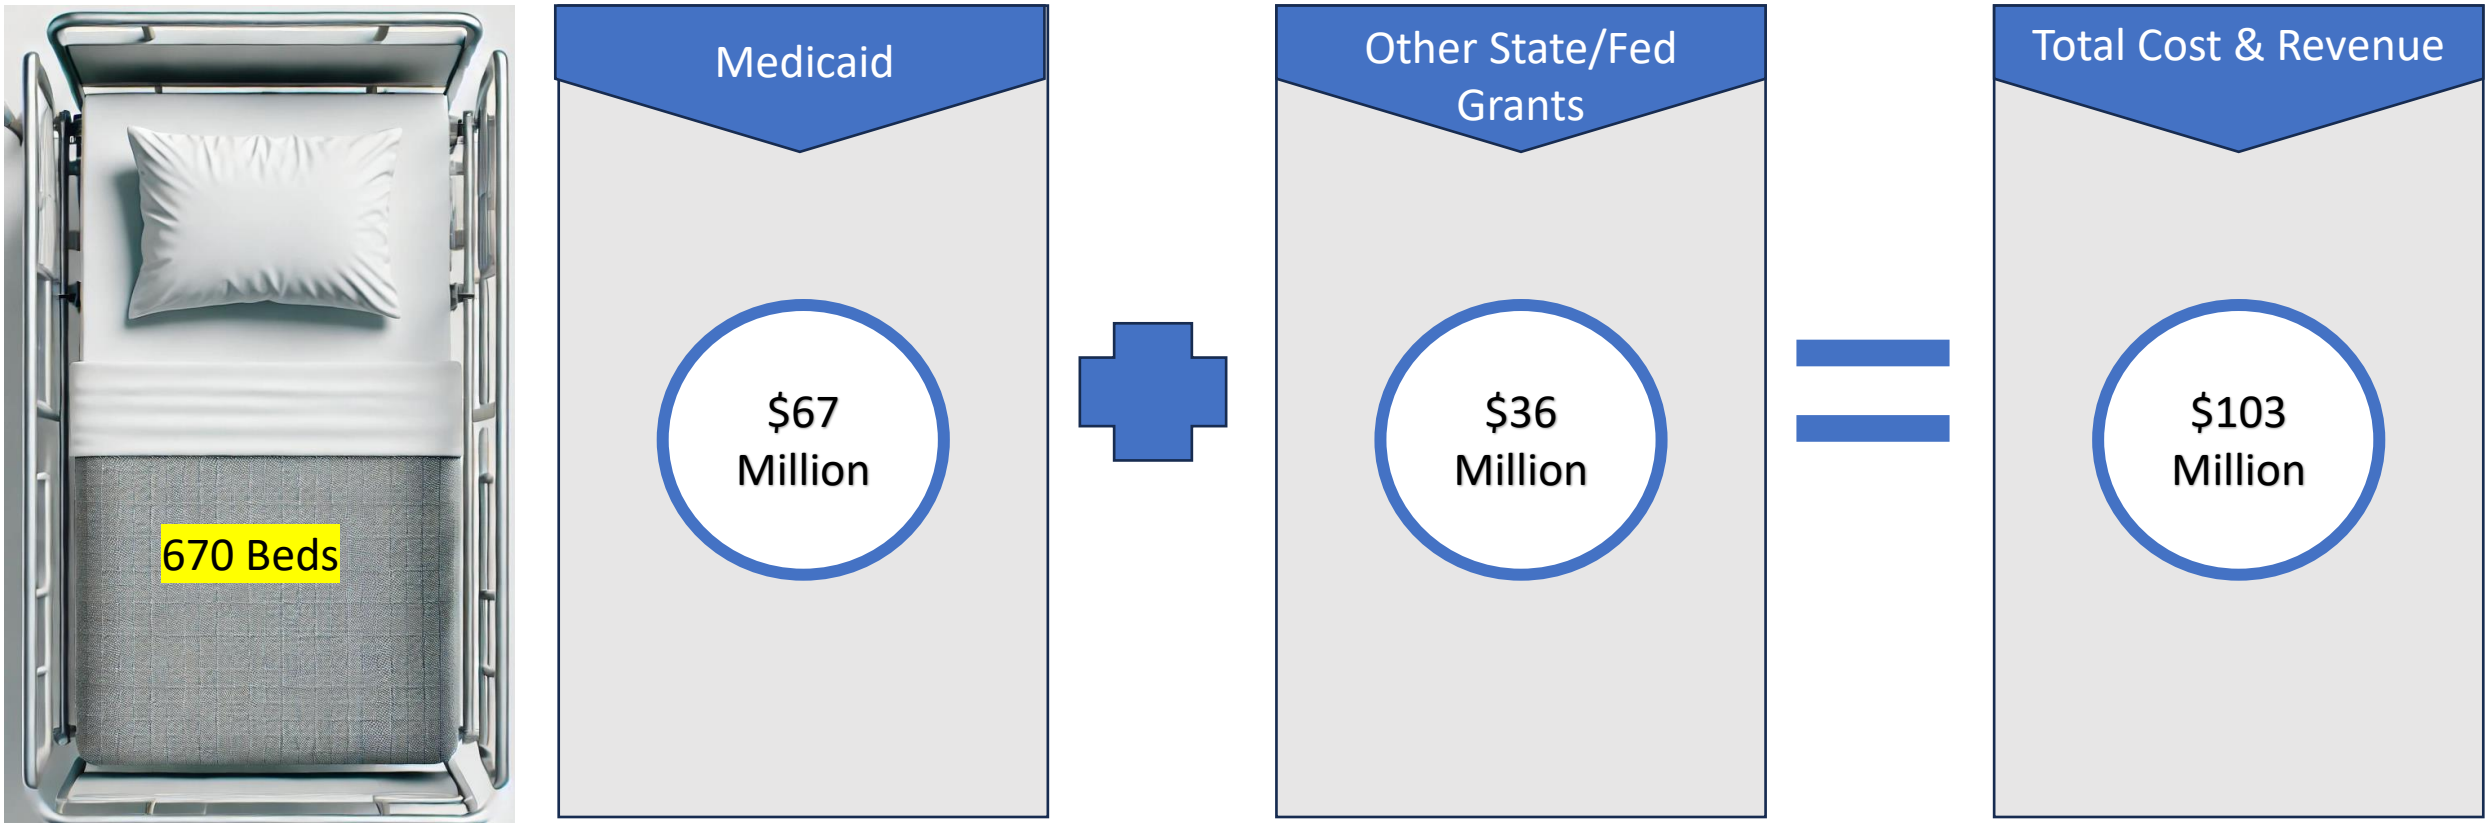 670 Beds
Medicaid
$67
Million
Other State/Fed
Grants
$36
Million
Total Cost & Revenue
$103
Million